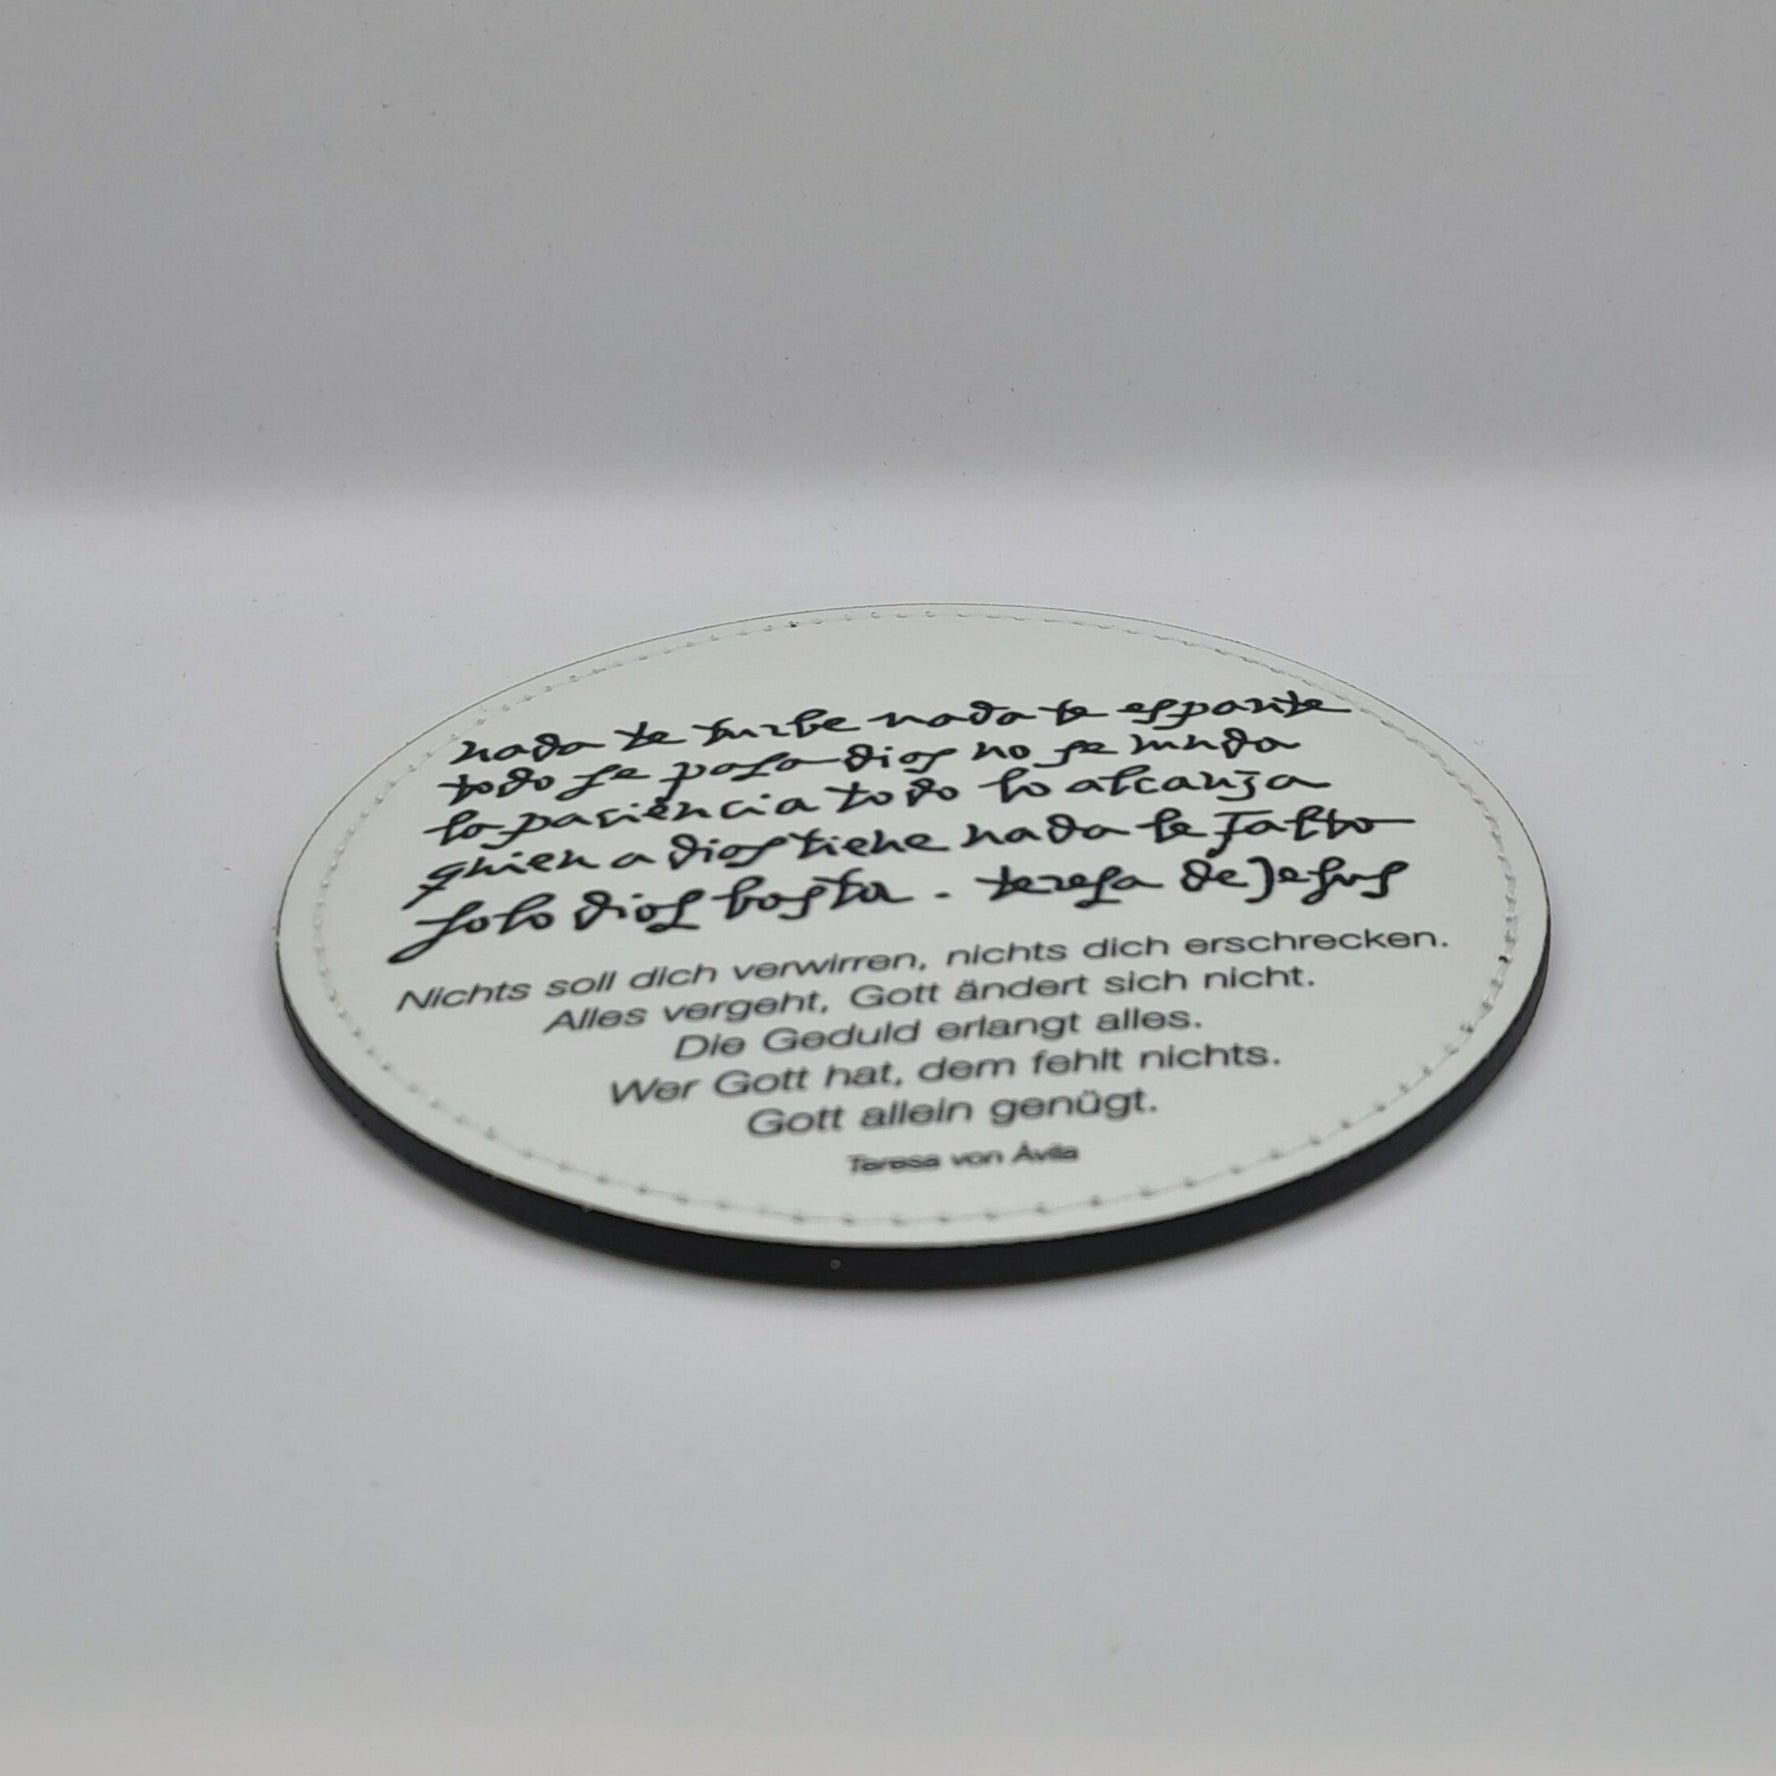 nada te turbe nada te espante
todo se pasa dios no se muda
la paciencia todo lo alcanza
quien a dios tiene nada le falta
solo dios basta . teresa de Jesus
Nichts soll dich verwirren, nichts dich erschrecken.
Alles vergeht, Gott ändert sich nicht.
Die Geduld erlangt alles.
Wer Gott hat, dem fehlt nichts.
Gott allein genügt.
Teresa von Ávila